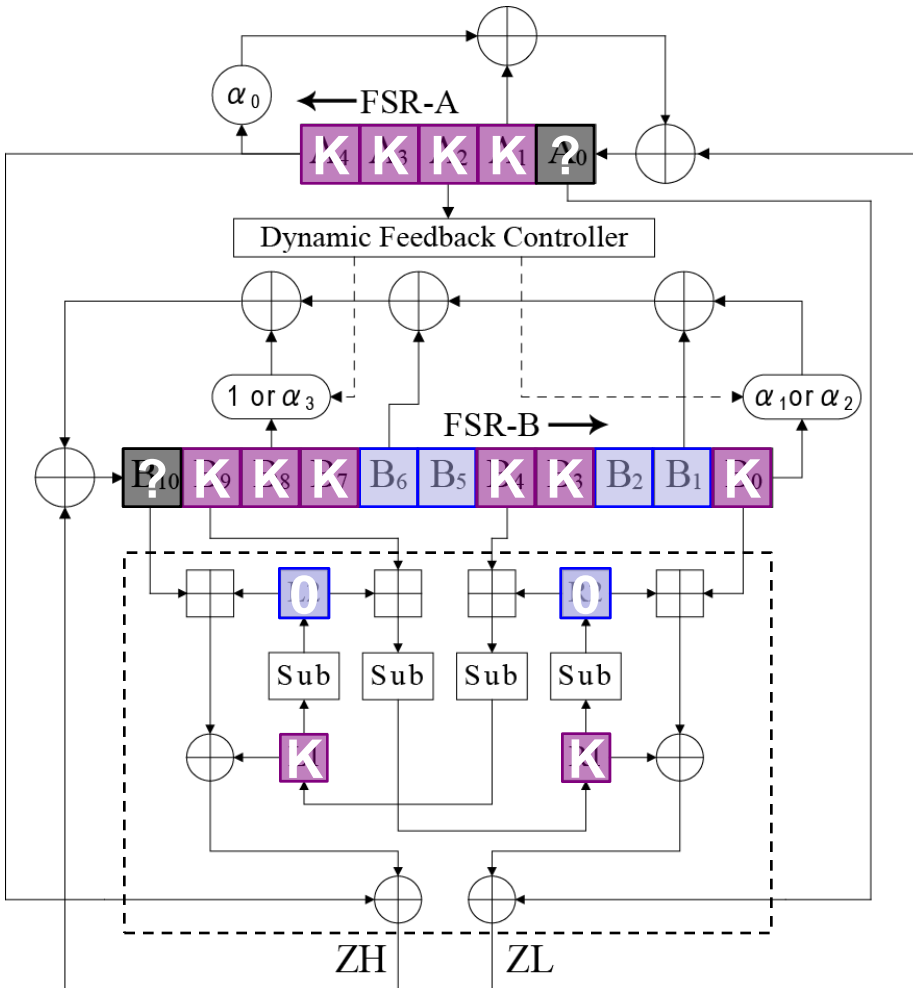 α0
FSR-A
K K K K ?
Dynamic Feedback Controller
1 or α3
α1 or α2
FSR-B
? K K K B6 B5 K K B2 B1 K
0 0
Sub Sub Sub Sub
K K
ZH ZL